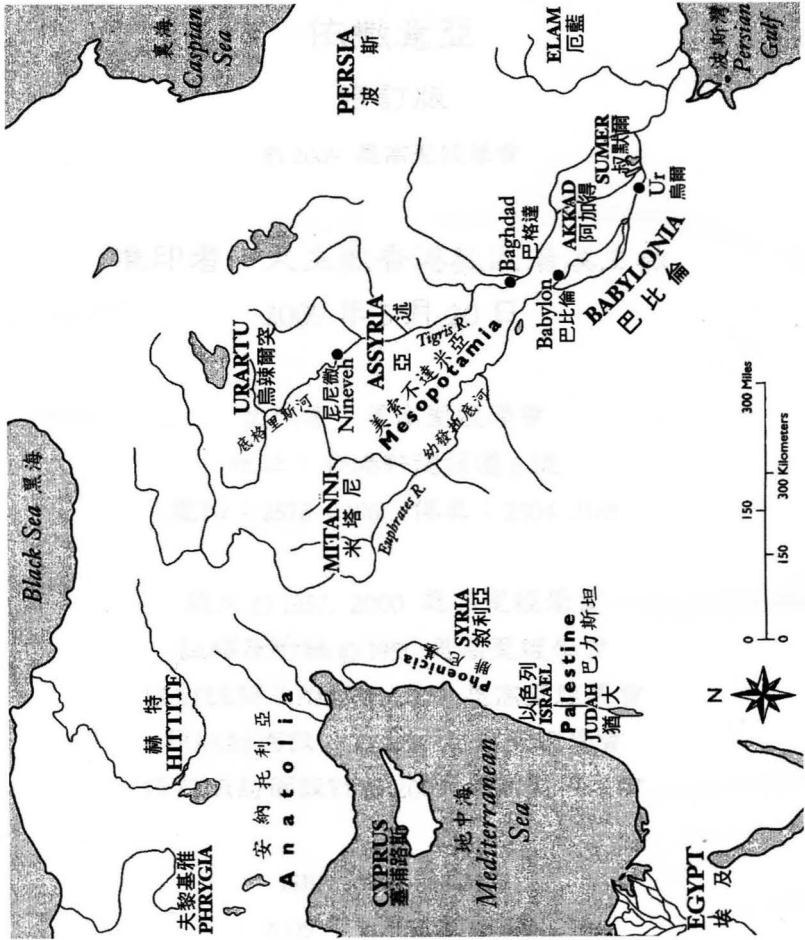 裏海
Caspian
Sea
Black Sea 黑海
PERSIA
波斯
ELAM
厄藍
波斯灣
Persian
Gulf
URARTU
烏辣爾突
底格里斯河
尼尼微
Nineveh
ASSYRIA
亞述
Tigris R.
美索不達米亞
Mesopotamia
幼發拉底河
Euphrates R.
MITANNI
米塔尼
Baghdad
巴格達
AKKAD
阿加得
SUMER
叔默爾
Ur
烏爾
Babylon
巴比倫
BABYLONIA
巴比倫
赫特
HITTITE
夫黎基雅
PHRYGIA
安納托利亞
Anatolia
CYPRUS
塞浦路斯
地中海
Mediterranean
Sea
Phoenicia
SYRIA
敘利亞
以色列
ISRAEL
Palestine
巴力斯坦
JUDAH
猶大
EGYPT
埃及
N
0 150 300 Miles
0 150 300 Kilometers